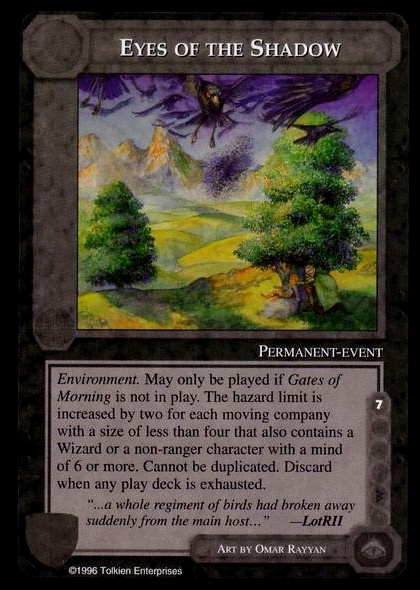 EYES OF THE SHADOW
PERMANENT-EVENT
Environment. May only be played if Gates of
Morning is not in play. The hazard limit is
increased by two for each moving company
with a size of less than four that also contains a
Wizard or a non-ranger character with a mind
of 6 or more. Cannot be duplicated. Discard
when any play deck is exhausted.
7
“...a whole regiment of birds had broken away
suddenly from the main host...” —LotRII
ART BY OMAR RAYYAN
©1996 Tolkien Enterprises